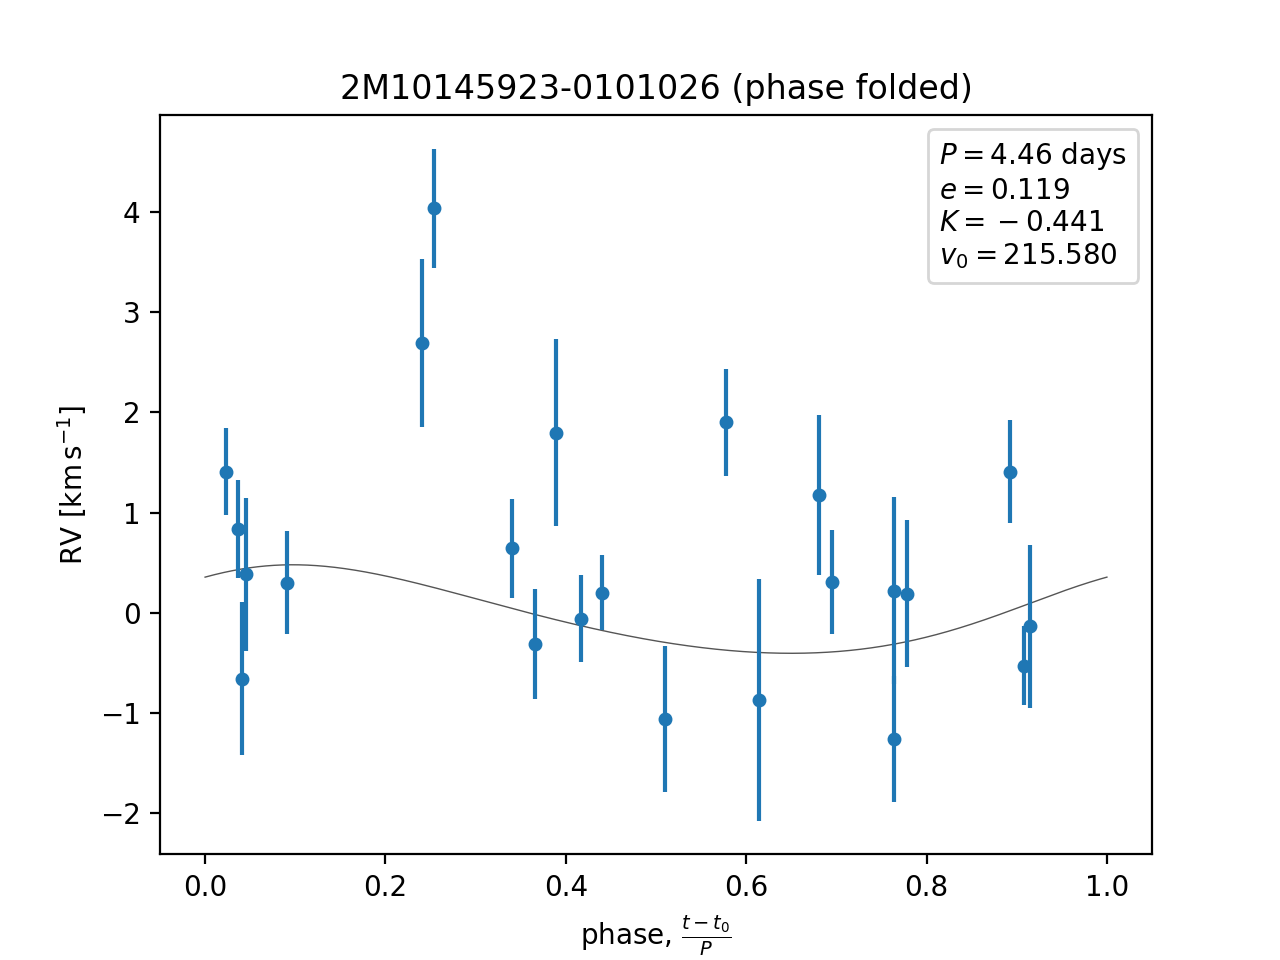 2M10145923-0101026 (phase folded)
P = 4.46 days
e = 0.119
K = −0.441
v₀ = 215.580
RV [km s⁻¹]
4
3
2
1
0
−1
−2
0.0 0.2 0.4 0.6 0.8 1.0
phase, (t − t₀)/P